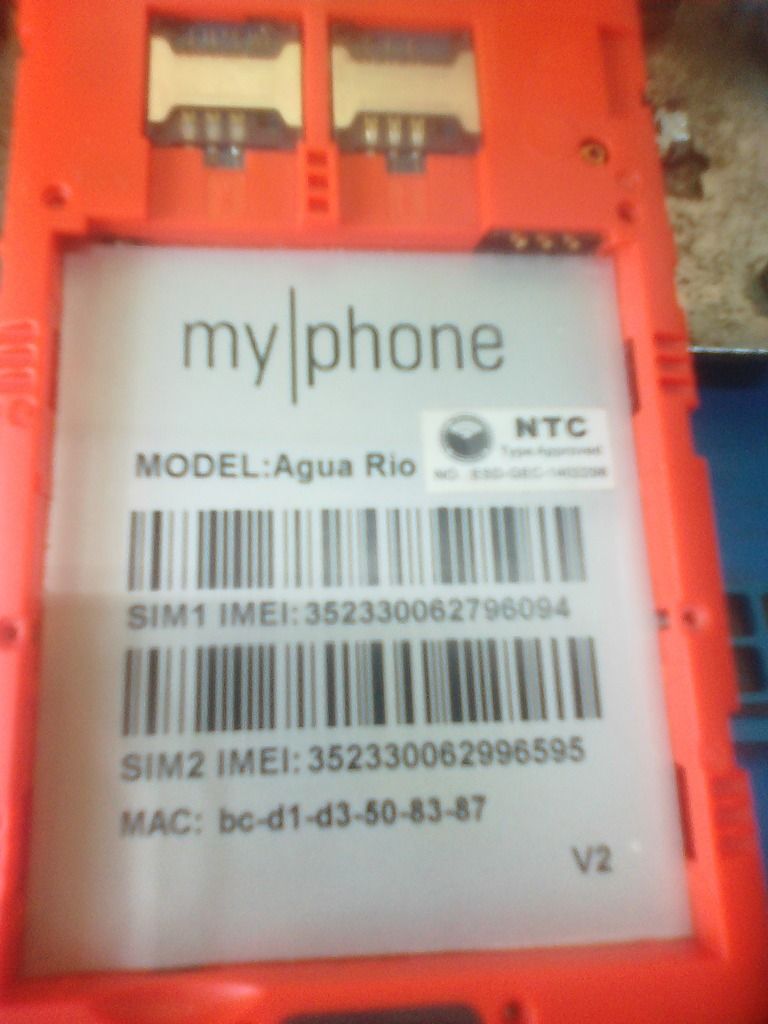 my|phone
NTC
Type Approved
MODEL:Agua Rio
SIM1 IMEI: 352330062796094
SIM2 IMEI: 352330062996595
MAC: bc-d1-d3-50-83-87
V2